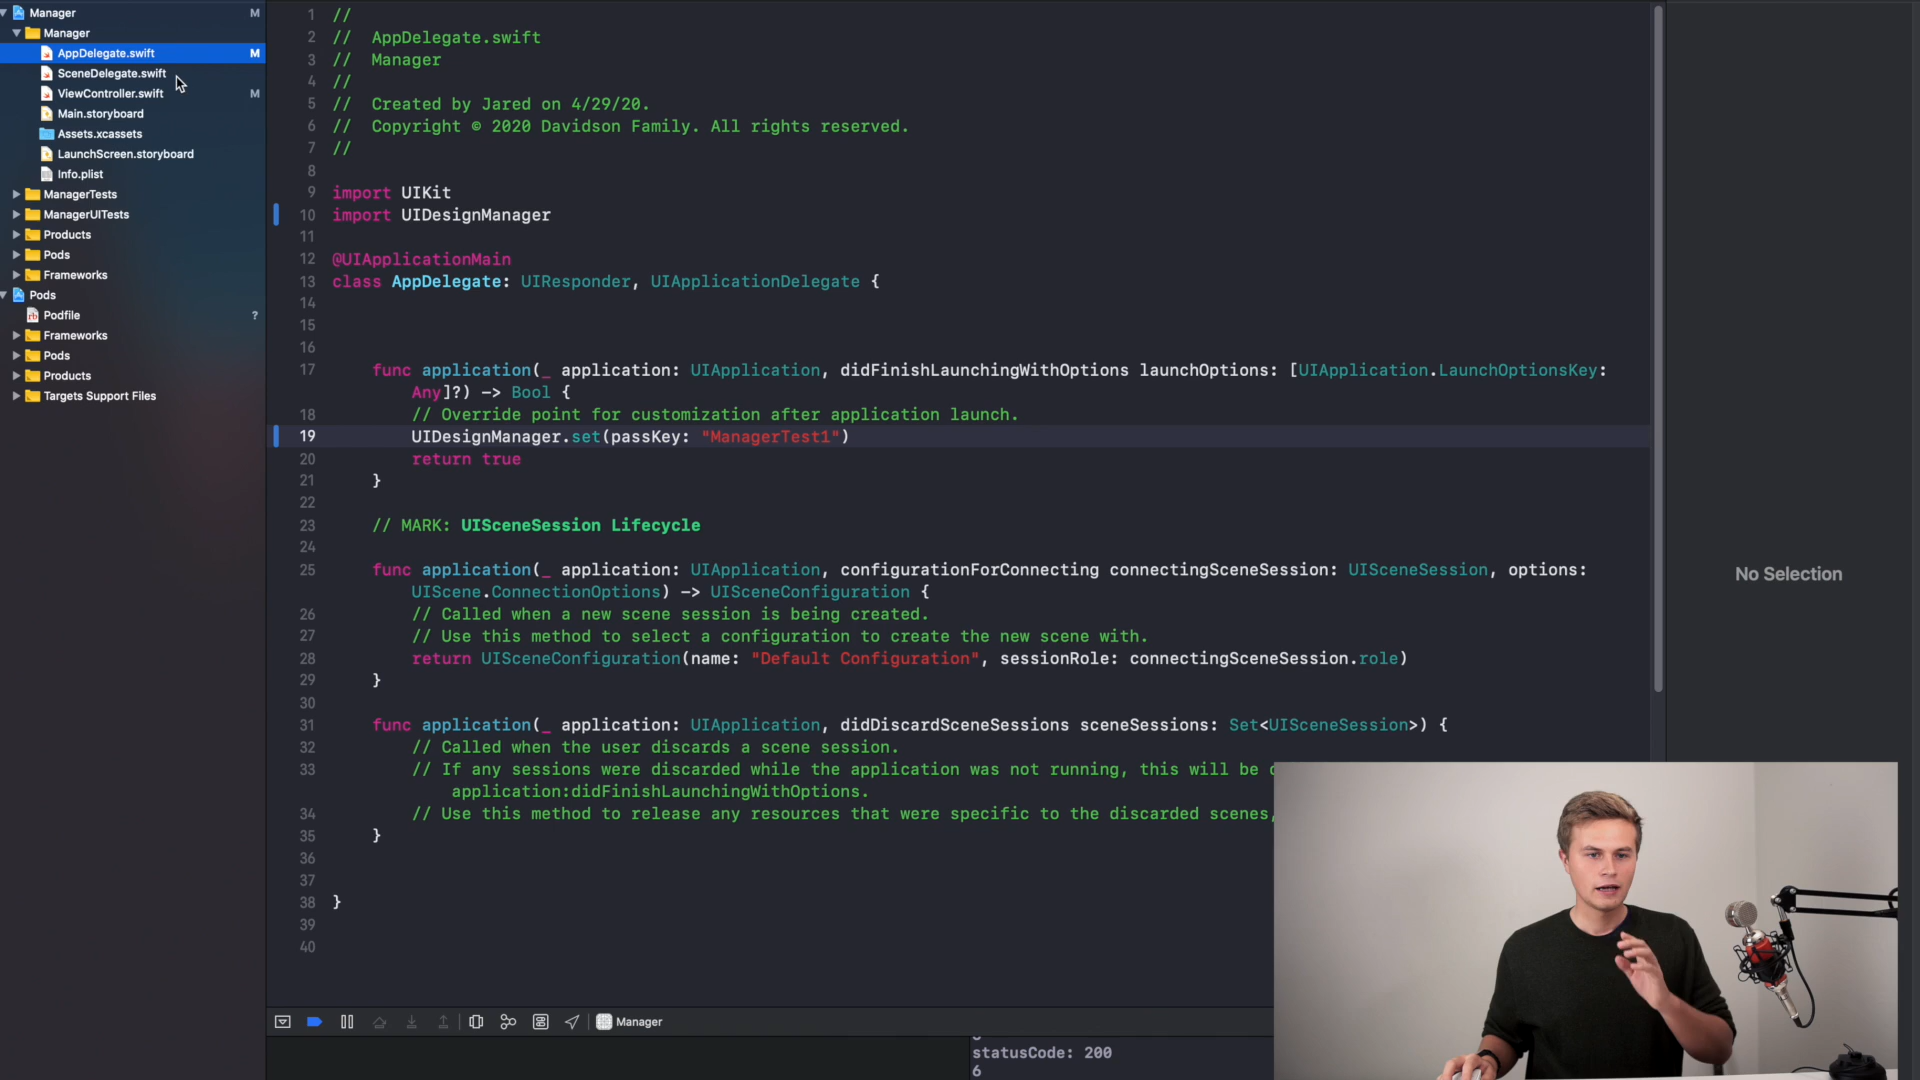 Manager M
Manager
AppDelegate.swift M
SceneDelegate.swift
ViewController.swift M
Main.storyboard
Assets.xcassets
LaunchScreen.storyboard
Info.plist
ManagerTests
ManagerUITests
Products
Pods
Frameworks
Pods
Podfile ?
Frameworks
Pods
Products
Targets Support Files
1 //
2 // AppDelegate.swift
3 // Manager
4 //
5 // Created by Jared on 4/29/20.
6 // Copyright © 2020 Davidson Family. All rights reserved.
7 //
8
9 import UIKit
10 import UIDesignManager
11
12 @UIApplicationMain
13 class AppDelegate: UIResponder, UIApplicationDelegate {
14
15
16
17 func application(_ application: UIApplication, didFinishLaunchingWithOptions launchOptions: [UIApplication.LaunchOptionsKey:
Any]?) -> Bool {
18 // Override point for customization after application launch.
19 UIDesignManager.set(passKey: "ManagerTest1")
20 return true
21 }
22
23 // MARK: UISceneSession Lifecycle
24
25 func application(_ application: UIApplication, configurationForConnecting connectingSceneSession: UISceneSession, options:
UIScene.ConnectionOptions) -> UISceneConfiguration {
26 // Called when a new scene session is being created.
27 // Use this method to select a configuration to create the new scene with.
28 return UISceneConfiguration(name: "Default Configuration", sessionRole: connectingSceneSession.role)
29 }
30
31 func application(_ application: UIApplication, didDiscardSceneSessions sceneSessions: Set<UISceneSession>) {
32 // Called when the user discards a scene session.
33 // If any sessions were discarded while the application was not running, this will be
application:didFinishLaunchingWithOptions.
34 // Use this method to release any resources that were specific to the discarded scenes,
35 }
36
37
38 }
39
40
No Selection
Manager
statusCode: 200
6